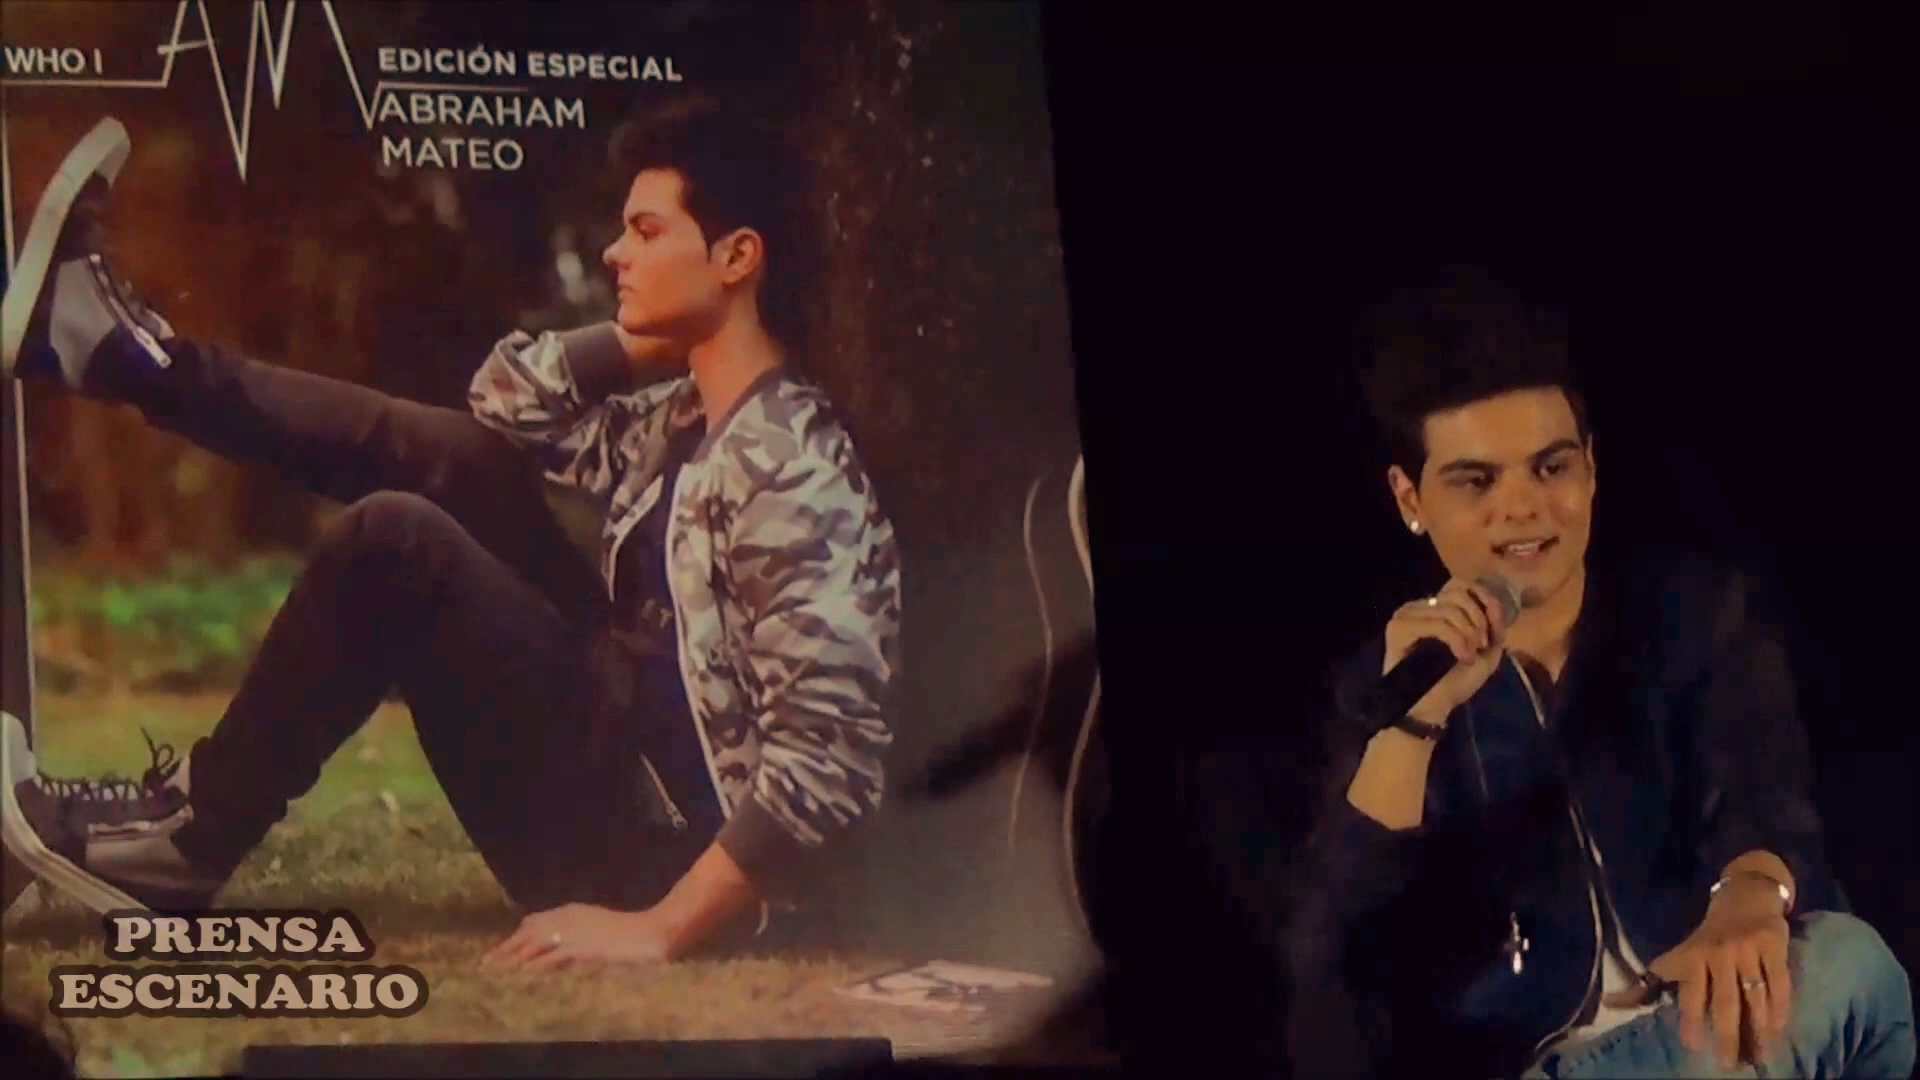 WHO I AM
EDICIÓN ESPECIAL
ABRAHAM
MATEO
PRENSA
ESCENARIO